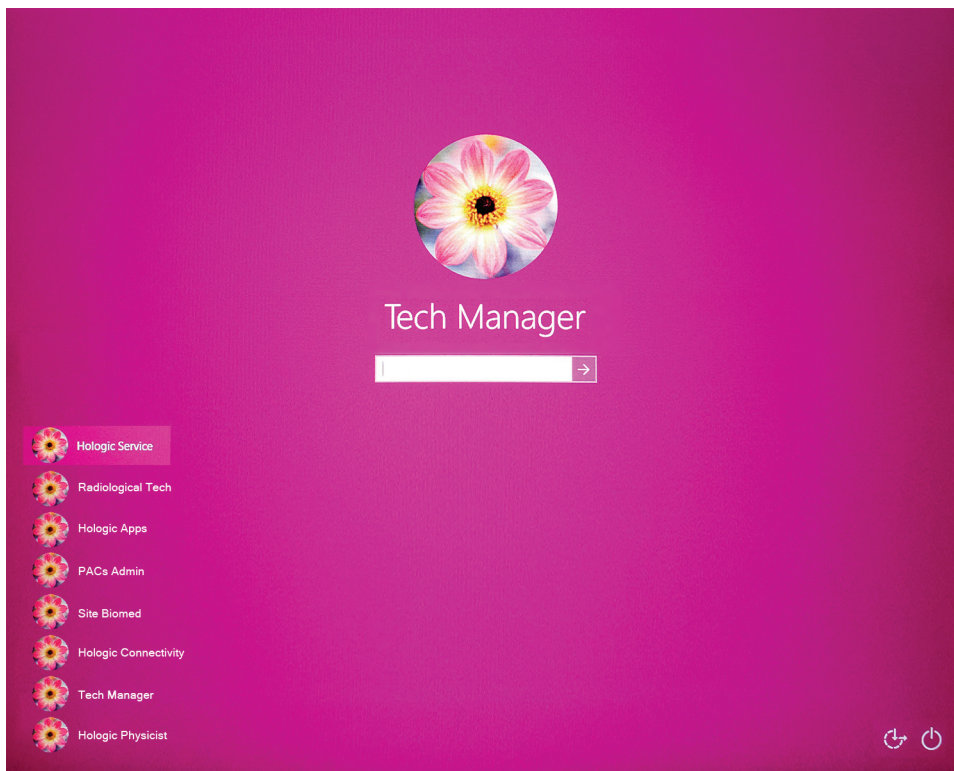 Tech Manager
Hologic Service
Radiological Tech
Hologic Apps
PACs Admin
Site Biomed
Hologic Connectivity
Tech Manager
Hologic Physicist